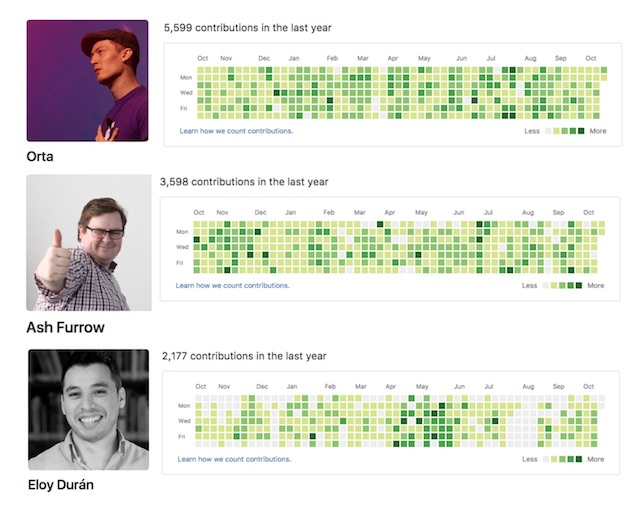 5,599 contributions in the last year
Oct Nov Dec Jan Feb Mar Apr May Jun Jul Aug Sep Oct
Mon
Wed
Fri
Learn how we count contributions. Less More
Orta
3,598 contributions in the last year
Oct Nov Dec Jan Feb Mar Apr May Jun Jul Aug Sep Oct
Mon
Wed
Fri
Learn how we count contributions. Less More
Ash Furrow
2,177 contributions in the last year
Oct Nov Dec Jan Feb Mar Apr May Jun Jul Aug Sep Oct
Mon
Wed
Fri
Learn how we count contributions. Less More
Eloy Durán